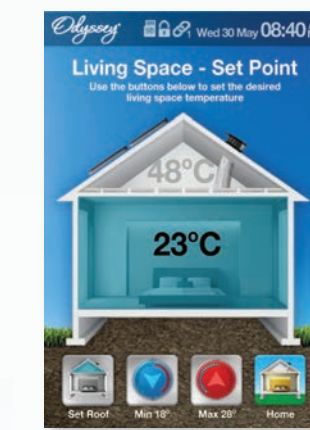 Odyssey Wed 30 May 08:40
Living Space - Set Point
Use the buttons below to set the desired
living space temperature
48°C
23°C
Set Roof Min 18° Max 28° Home